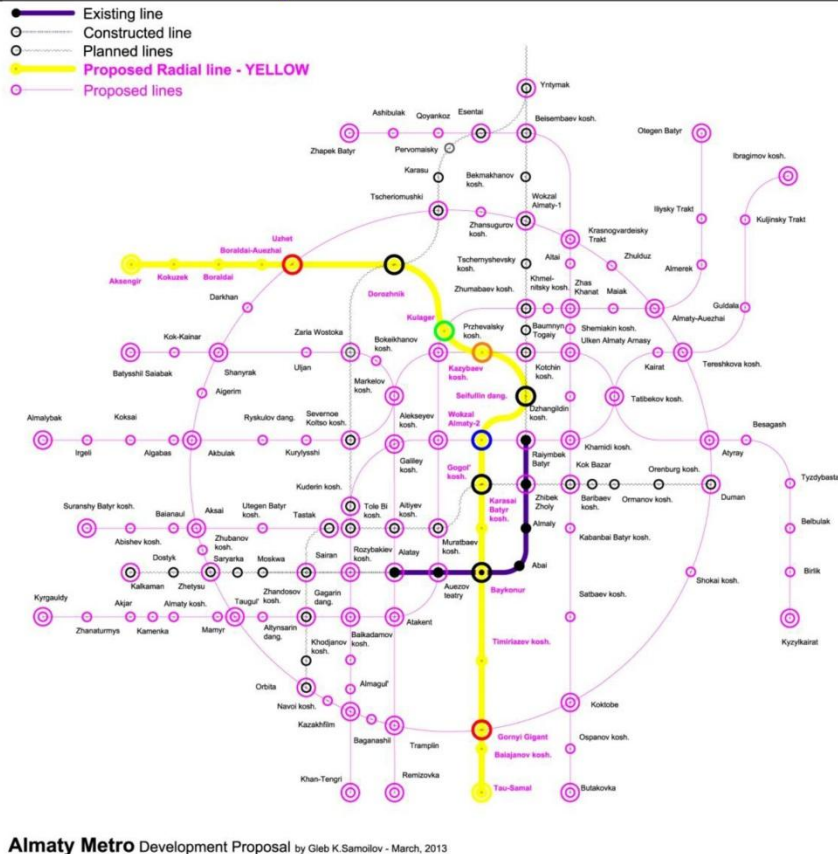 Existing line
Constructed line
Planned lines
Proposed Radial line - YELLOW
Proposed lines
Yntymak
Ashibulak
Qoyankoz
Esentai
Beisembaev kosh.
Otegen Batyr
Zhapek Batyr
Pervomaisky
Ibragimov kosh.
Karasu
Bekmakhanov
kosh.
Tscheriomushki
Wokzal
Almaty-1
Iliysky Trakt
Kuljinsky Trakt
Zhansugurov
kosh.
Krasnogvardeisky
Trakt
Uzhet
Boraldai-Auezhai
Aksengir
Kokuzek
Boraldai
Dorozhnik
Tschernyshevsky
kosh.
Altai
Zhulduz
Almerek
Khmel-
nitsky kosh.
Zhumabaev kosh.
Zhas
Khanat
Maiak
Darkhan
Guldala
Almaty-Auezhai
Kulager
Przhevalsky
kosh.
Baumnyn
Togaiy
Shemiakin kosh.
Zaria Wostoka
Bokeikhanov
kosh.
Ulken Almaty Arnasy
Kok-Kainar
Batysshil Saiabak
Shanyrak
Uljan
Kazybaev
kosh.
Kotchin
kosh.
Kairat
Tereshkova kosh.
Markelov
kosh.
Aigerim
Seifullin dang.
Dzhangildin
kosh.
Tatibekov kosh.
Almalybak
Koksai
Ryskulov dang.
Severnoe
Koltso kosh.
Alekseyev
kosh.
Wokzal
Almaty-2
Besagash
Irgeli
Algabas
Akbulak
Kurylysshi
Galiley
kosh.
Raiymbek
Batyr
Khamidi kosh.
Atyray
Gogol'
kosh.
Kok Bazar
Orenburg kosh.
Kuderin kosh.
Tyzdybasta
Suranshy Batyr kosh.
Baianaul
Aksai
Utegen Batyr
kosh.
Tastak
Tole Bi
kosh.
Aitiyev
kosh.
Karasai
Batyr
kosh.
Zhibek
Zholy
Baribaev
kosh.
Ormanov kosh.
Duman
Abishev kosh.
Zhubanov
kosh.
Muratbaev
kosh.
Almaly
Kabanbai Batyr kosh.
Belbulak
Dostyk
Saryarka
Moskwa
Sairan
Rozybakiev
kosh.
Alatay
Abai
Kalkaman
Zhetysu
Zhandosov
kosh.
Gagarin
dang.
Auezov
teatry
Baykonur
Shokai kosh.
Birlik
Kyrgauldy
Akjar
Almaty kosh.
Taugul'
Satbaev kosh.
Zhanaturmys
Kamenka
Mamyr
Altynsarin
dang.
Khodjanov
kosh.
Baikadamov
kosh.
Atakent
Kyzylkairat
Timiriazev kosh.
Orbita
Almagul'
Navoi kosh.
Kazakhfilm
Koktobe
Baganashil
Tramplin
Gornyi Gigant
Balajanov kosh.
Ospanov kosh.
Khan-Tengri
Remizovka
Tau-Samal
Butakovka
Almaty Metro Development Proposal by Gleb K.Samoilov - March, 2013